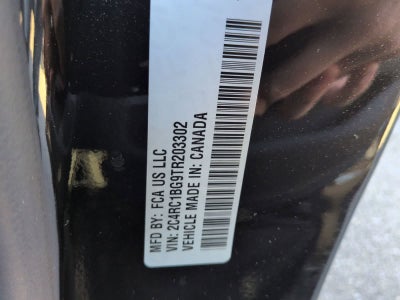 MFD BY: FCA US LLC
VIN: 2C4RC1BG9TR203302
VEHICLE MADE IN: CANADA